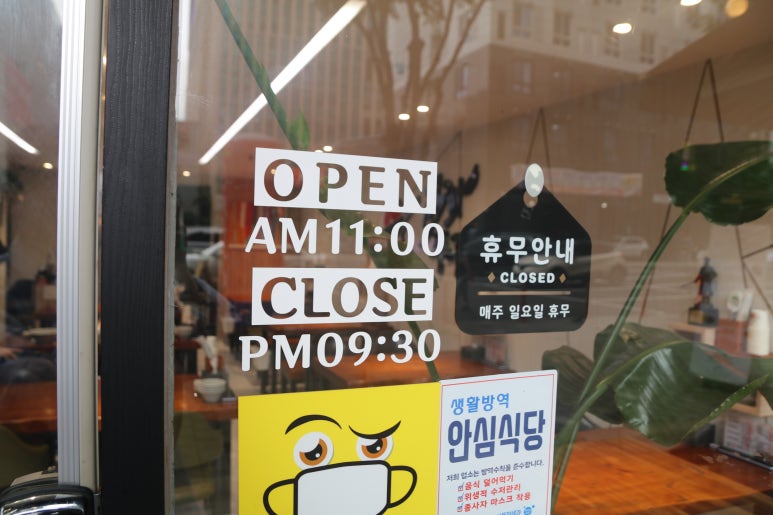 OPEN
AM11:00
CLOSE
PM09:30
휴무안내
CLOSED
매주 일요일 휴무
생활방역
안심식당
저희 업소는 방역수칙을 준수합니다.
음식 덜어먹기
위생적 수저관리
종사자 마스크 착용